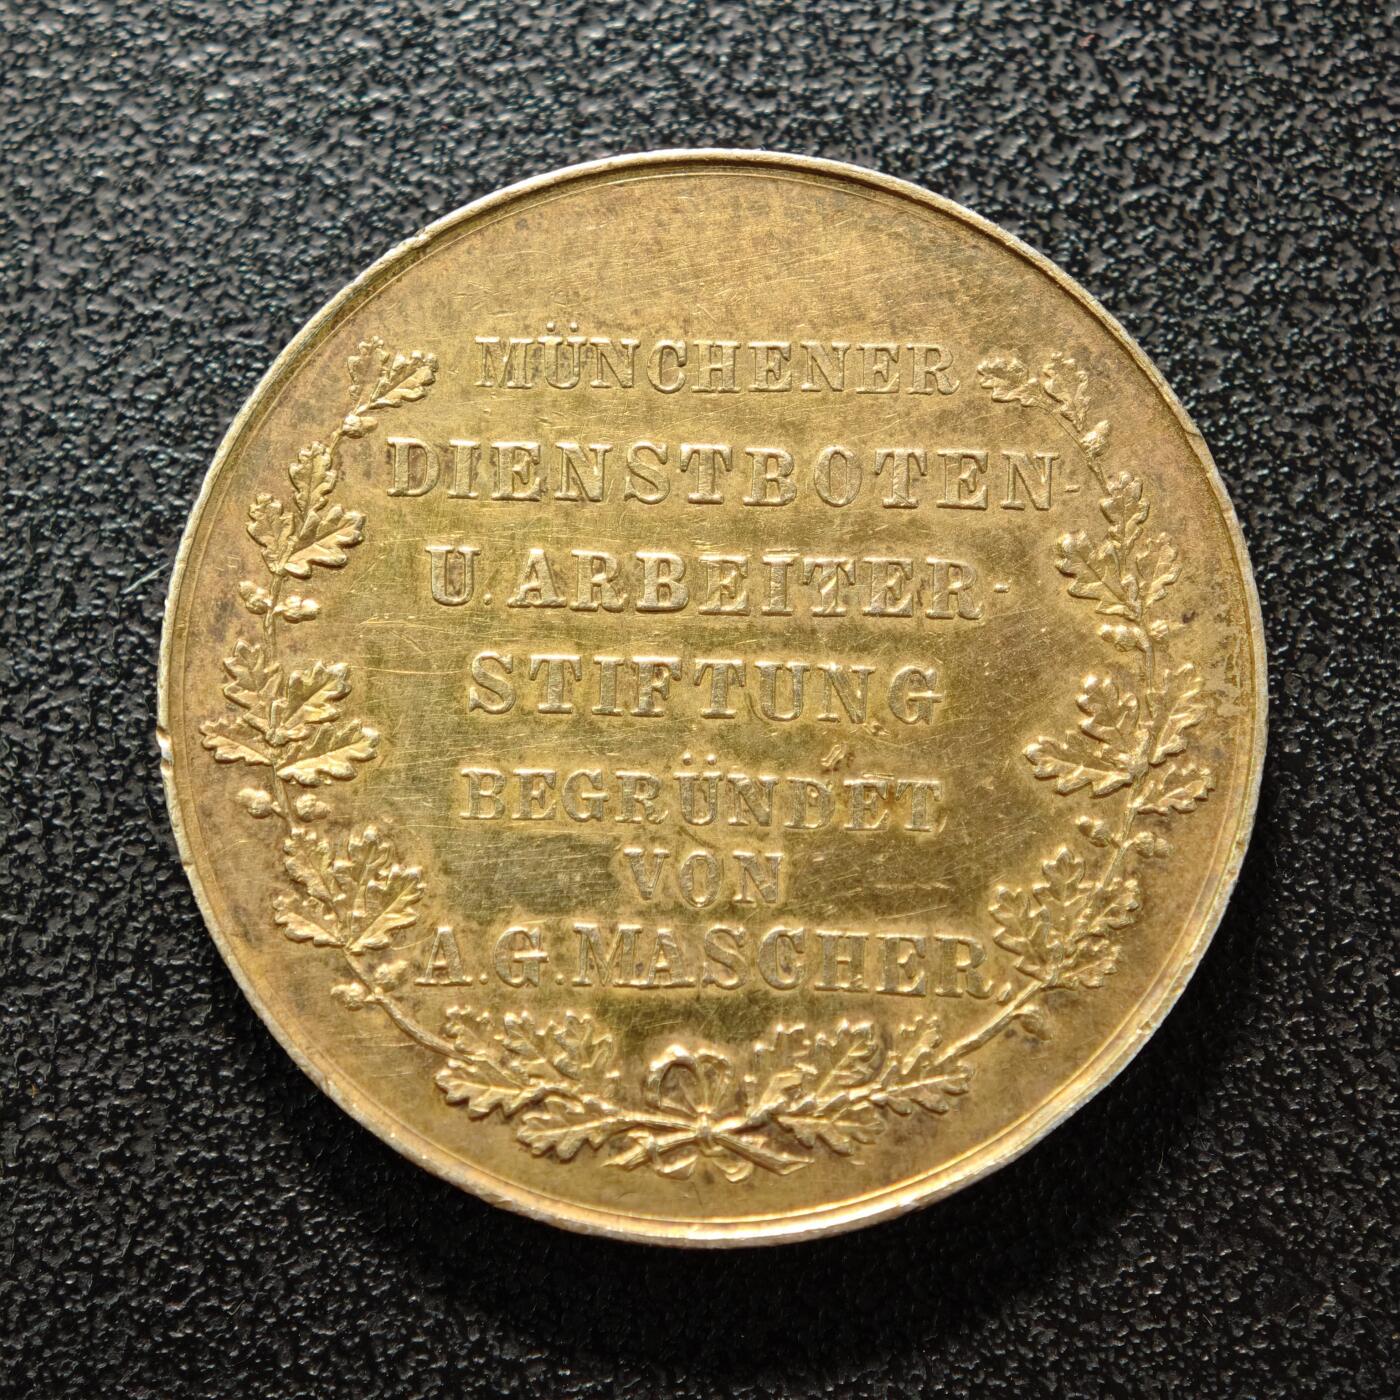 MÜNCHENER
DIENSTBOTEN-
U. ARBEITER-
STIFTUNG
BEGRÜNDET
VON
A.G.MASCHER,